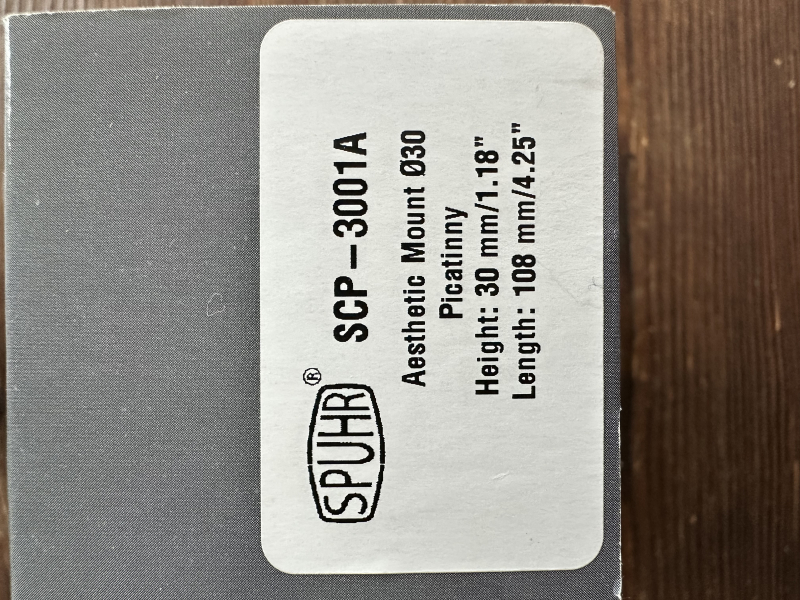 SPUHR®
SCP-3001A
Aesthetic Mount Ø30
Picatinny
Height: 30 mm/1.18"
Length: 108 mm/4.25"